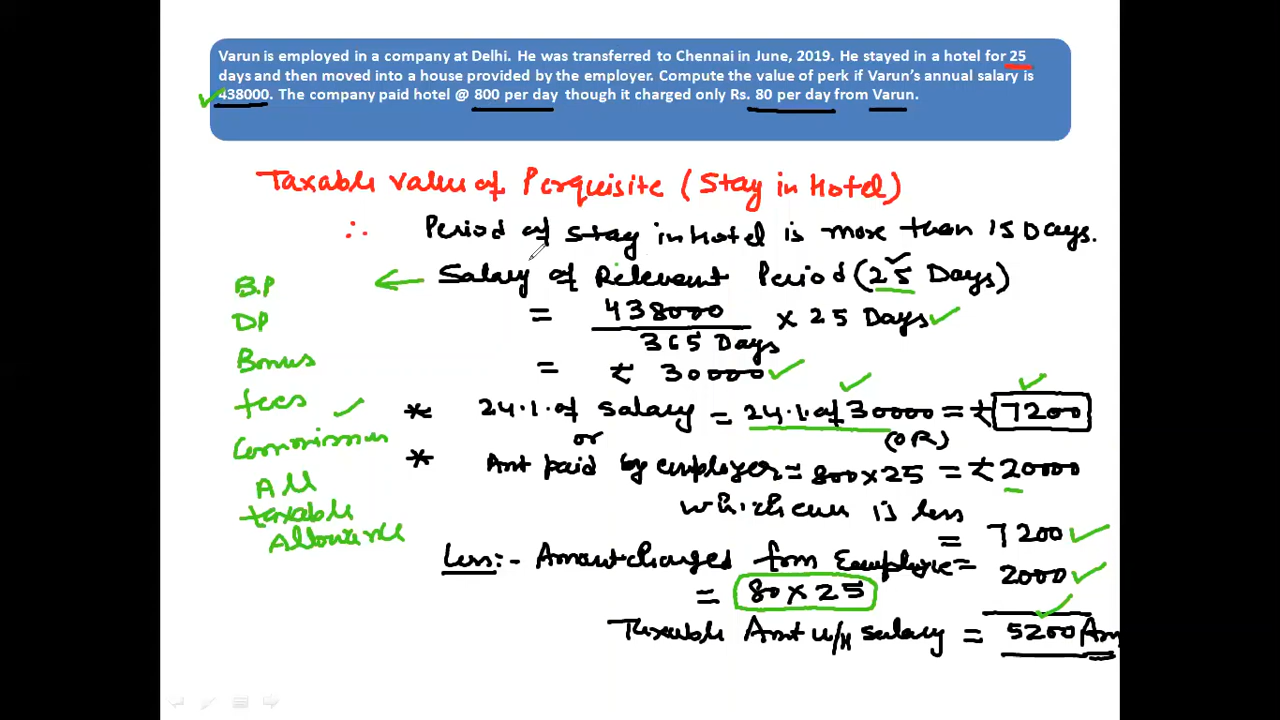 Varun is employed in a company at Delhi. He was transferred to Chennai in June, 2019. He stayed in a hotel for 25
days and then moved into a house provided by the employer. Compute the value of perk if Varun's annual salary is
438000. The company paid hotel @ 800 per day though it charged only Rs. 80 per day from Varun.
Taxable value of Perquisite (Stay in Hotel)
∴ Period of stay in Hotel is more than 15 Days.
Salary of Relevent Period (25 Days)
= 438000 × 25 Days
365 Days
= ₹ 30000
* 24% of salary = 24% of 30000 = ₹ 7200
or (OR)
* Amt paid by employer = 800×25 = ₹ 20000
which ever is less
= 7200
Less:- Amount charged from Employee = 2000
= 80 × 25
Taxable Amt u/h salary = 5200 Ans
B.P
DP
Bonus
fees
Commission
All
taxable
Allowance